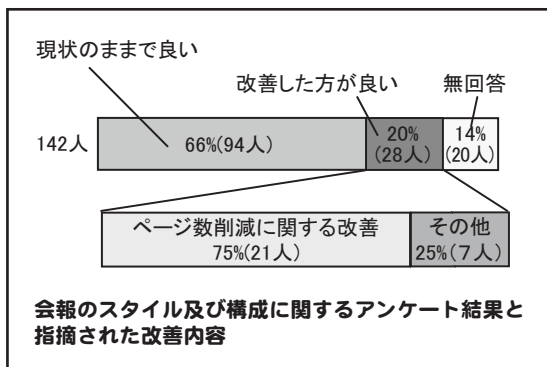 現状のままで良い
改善した方が良い
無回答
142人
66%(94人)
20%
(28人)
14%
(20人)
ページ数削減に関する改善
75%(21人)
その他
25%(7人)
会報のスタイル及び構成に関するアンケート結果と
指摘された改善内容